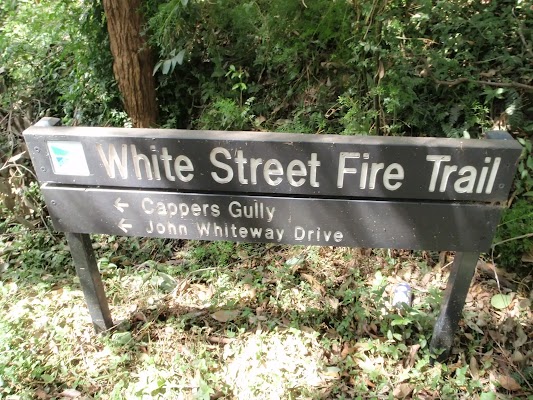 White Street Fire Trail
← Cappers Gully
← John Whiteway Drive